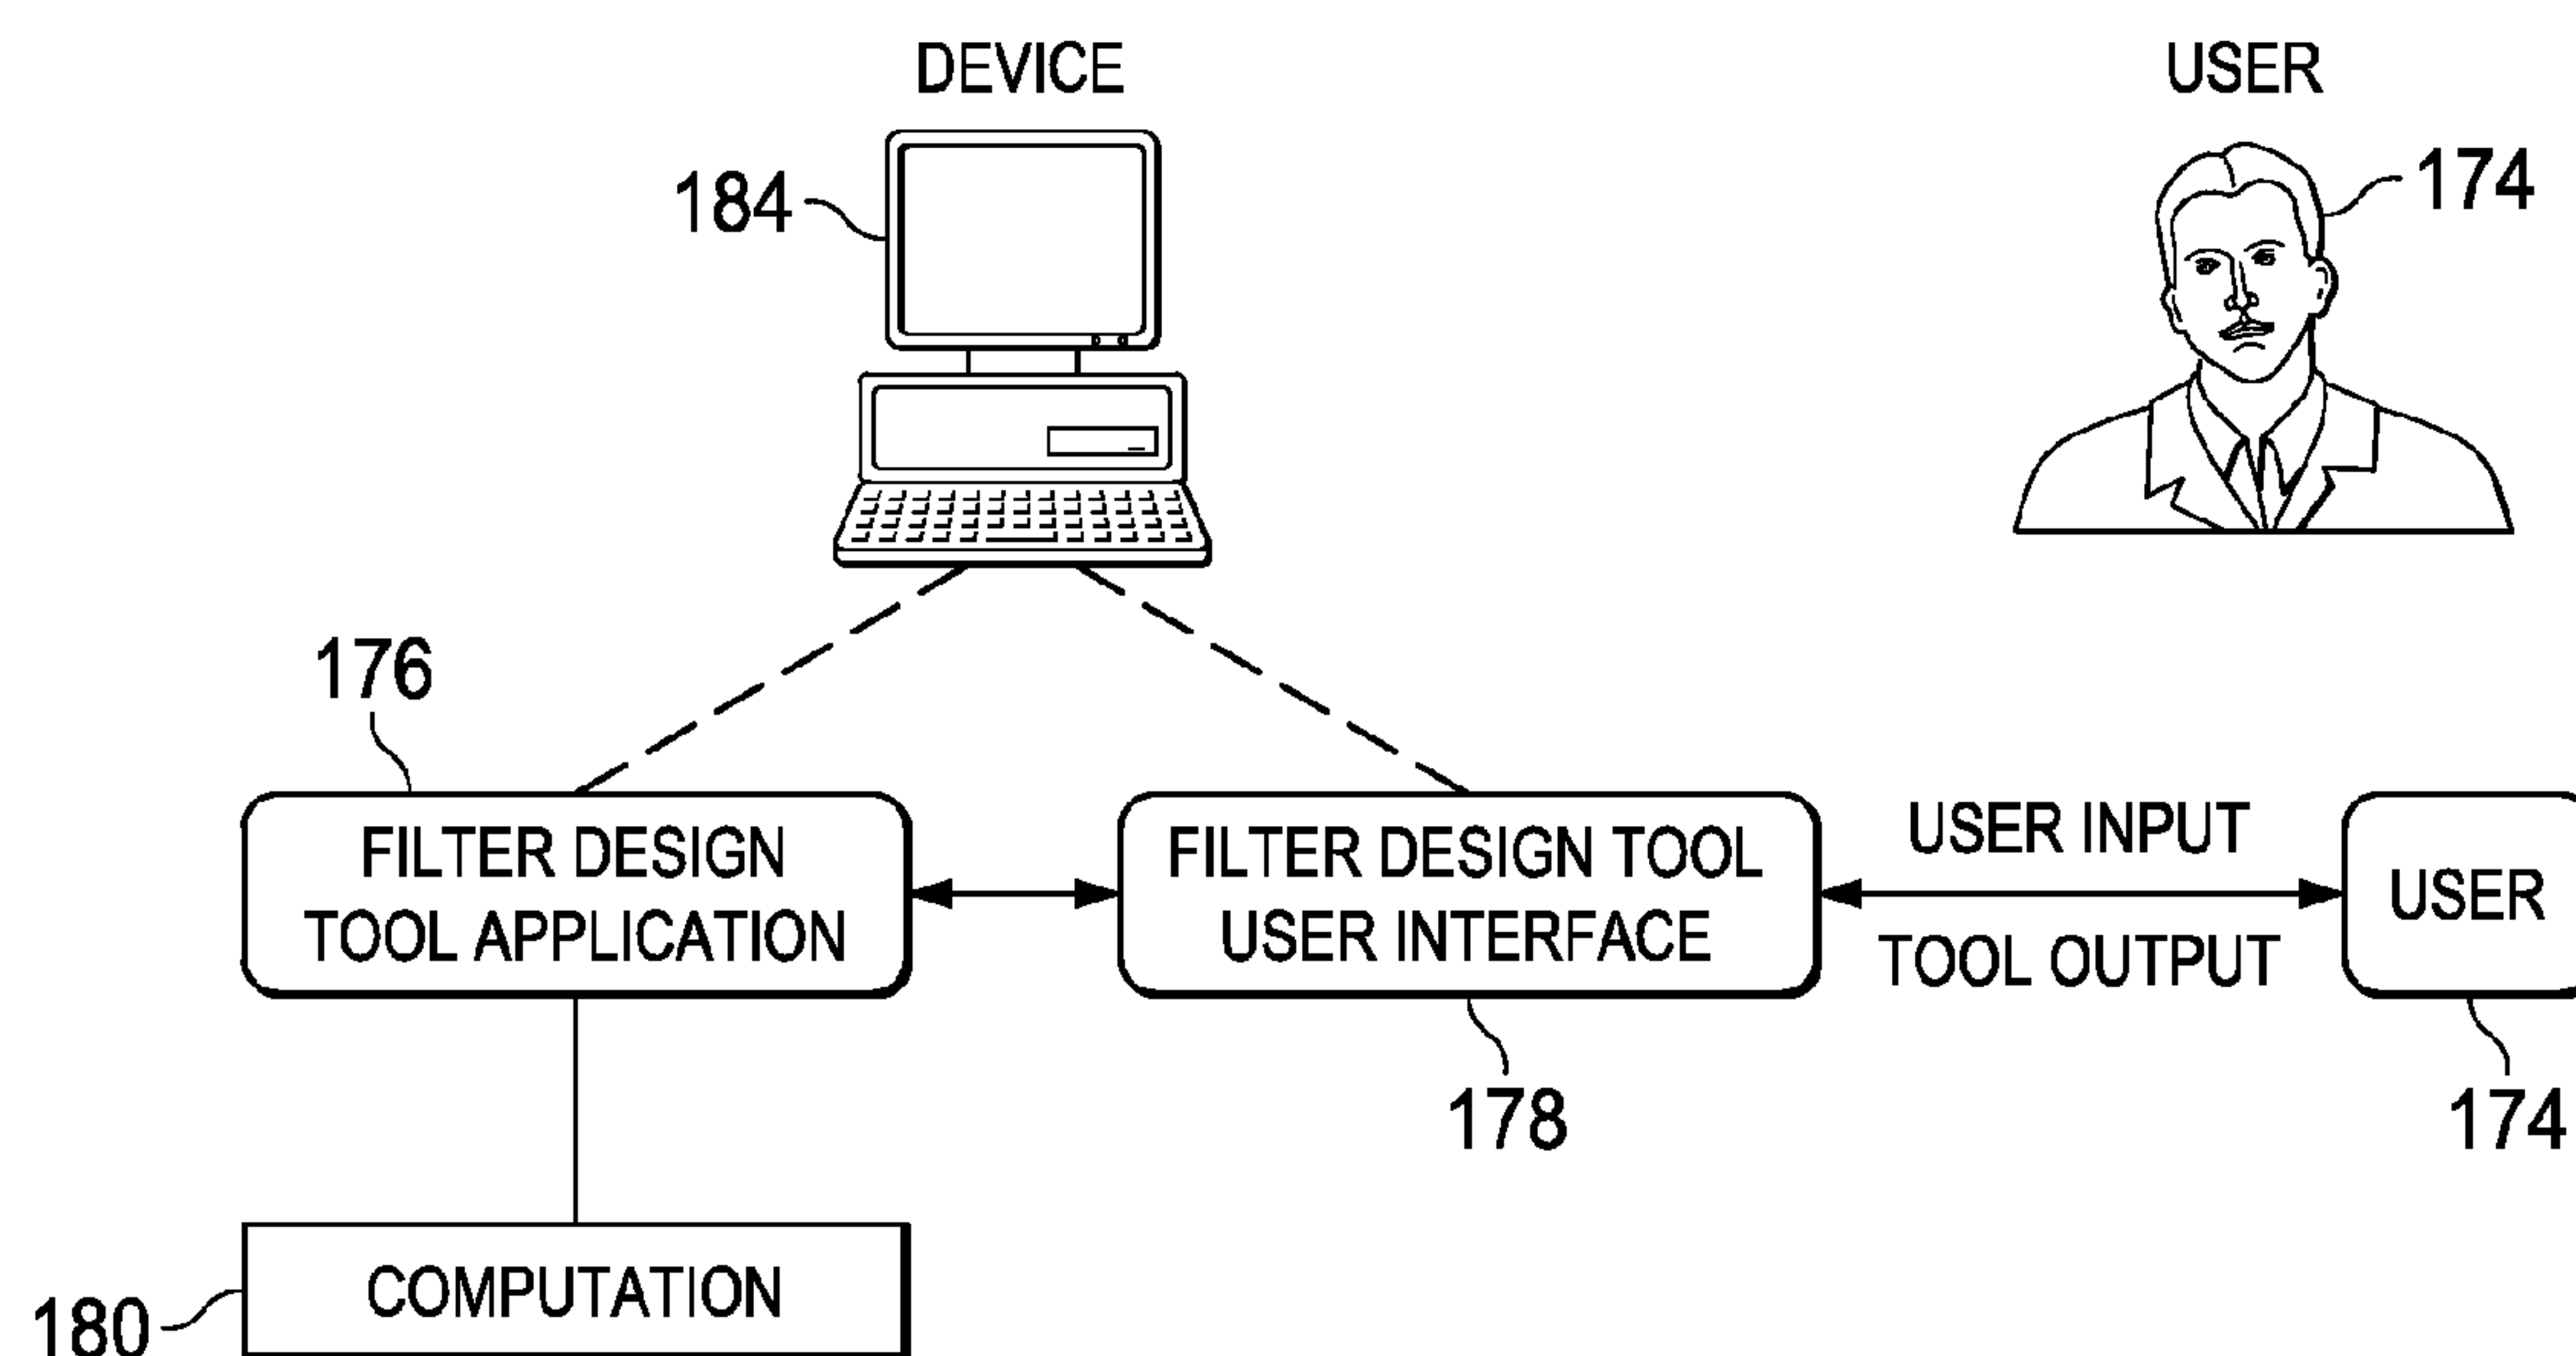 DEVICE
USER
184
174
176
FILTER DESIGN
TOOL APPLICATION
FILTER DESIGN TOOL
USER INTERFACE
USER INPUT
TOOL OUTPUT
USER
178
174
COMPUTATION
180